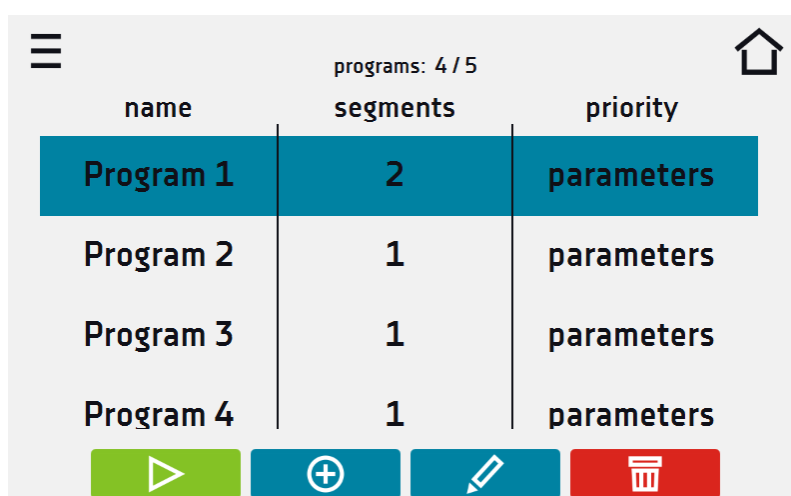 programs: 4 / 5
name segments priority
Program 1 2 parameters
Program 2 1 parameters
Program 3 1 parameters
Program 4 1 parameters